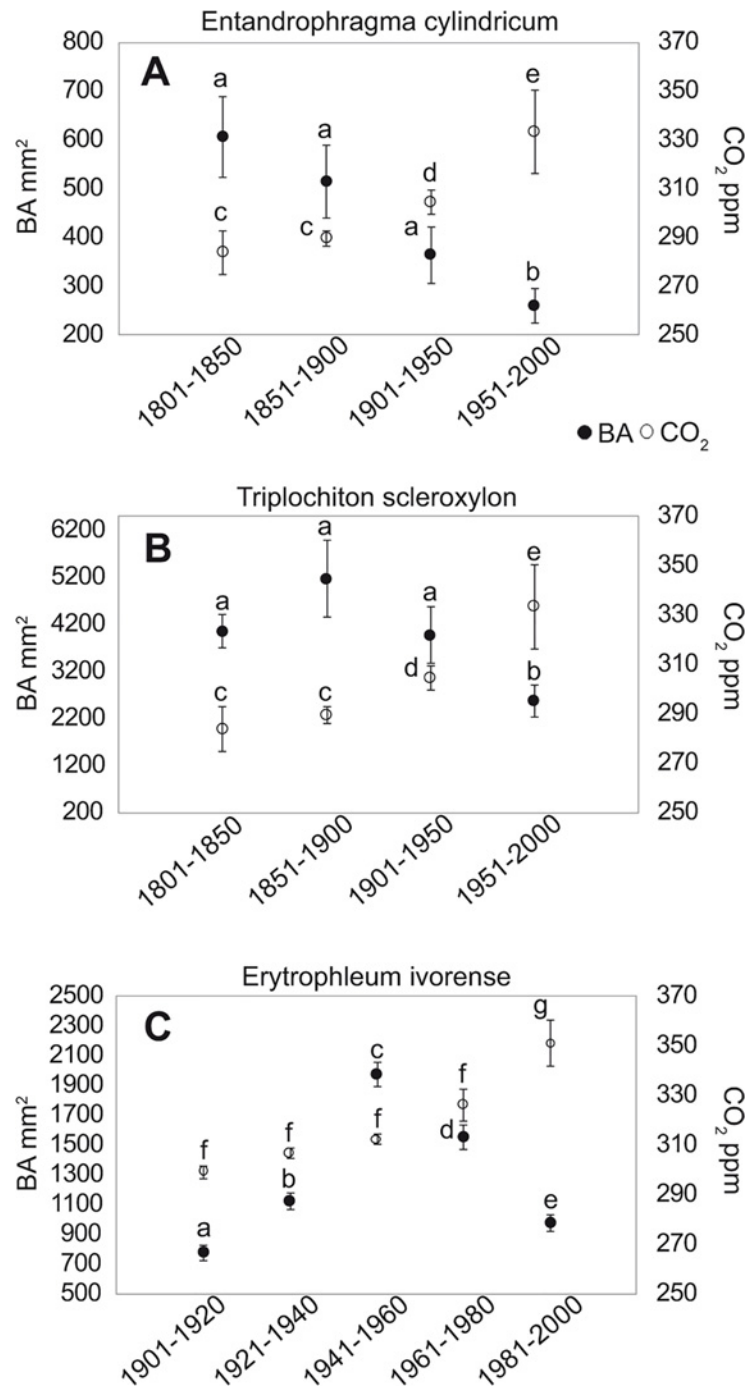 Entandrophragma cylindricum
A
800
700
600
500
400
300
200
BA mm²
370
350
330
310
290
270
250
CO₂ ppm
a
a
a
b
c
c
d
e
1801-1850
1851-1900
1901-1950
1951-2000
● BA ○ CO₂
Triplochiton scleroxylon
B
6200
5200
4200
3200
2200
1200
200
BA mm²
370
350
330
310
290
270
250
CO₂ ppm
a
a
a
b
c
c
d
e
1801-1850
1851-1900
1901-1950
1951-2000
Erytrophleum ivorense
C
2500
2300
2100
1900
1700
1500
1300
1100
900
700
500
BA mm²
370
350
330
310
290
270
250
CO₂ ppm
a
b
c
d
e
f
f
f
f
g
1901-1920
1921-1940
1941-1960
1961-1980
1981-2000